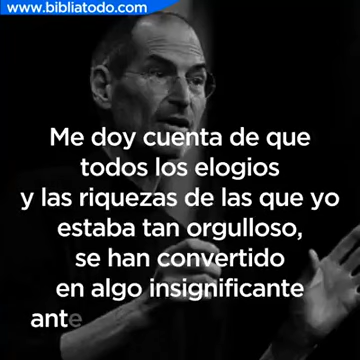 www.bibliatodo.com
Me doy cuenta de que
todos los elogios
y las riquezas de las que yo
estaba tan orgulloso,
se han convertido
en algo insignificante
ante